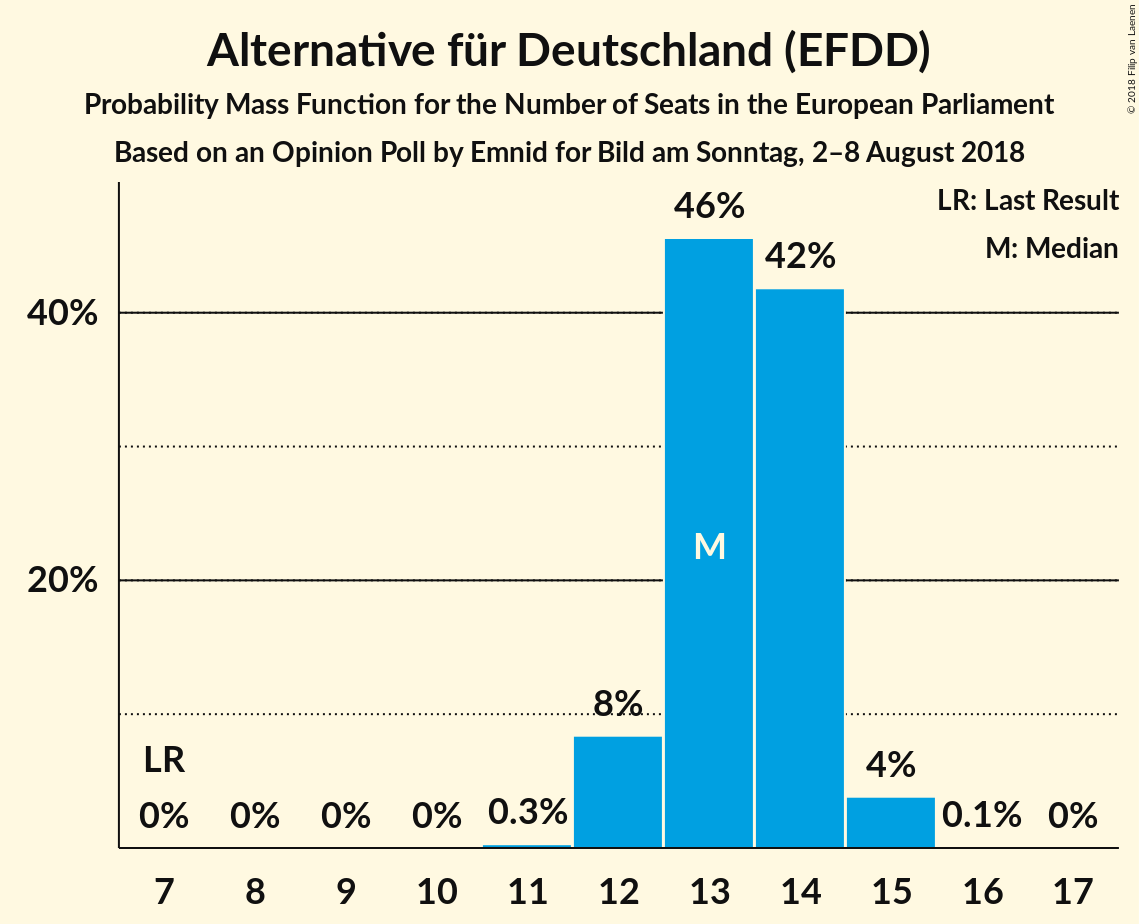 Alternative für Deutschland (EFDD)
Probability Mass Function for the Number of Seats in the European Parliament
Based on an Opinion Poll by Emnid for Bild am Sonntag, 2–8 August 2018
© 2018 Filip van Laenen
LR: Last Result
M: Median
46%
42%
40%
M
20%
8%
LR
4%
0% 0% 0% 0% 0.3% 0.1% 0%
7 8 9 10 11 12 13 14 15 16 17